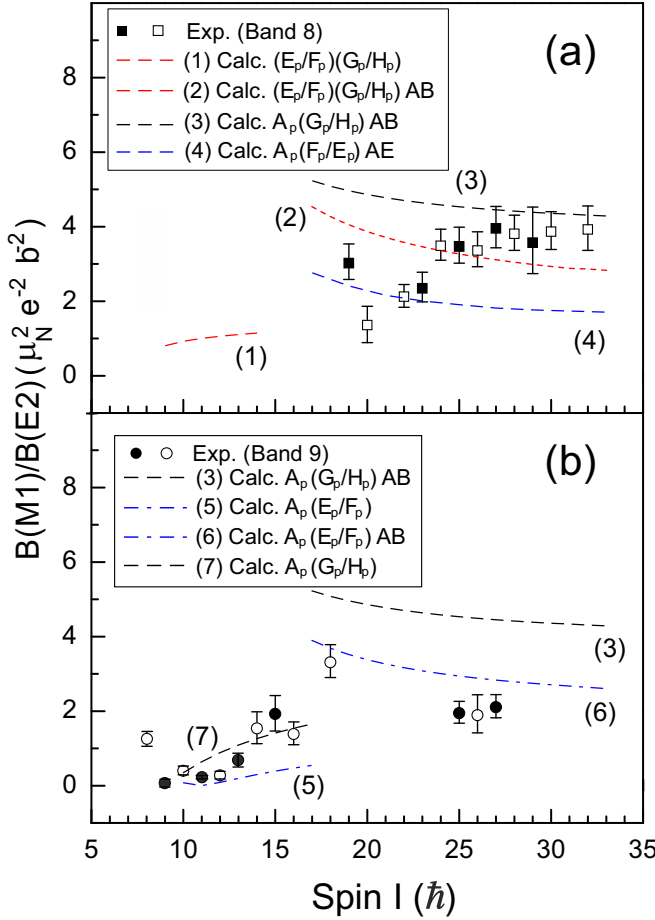 (a)
Exp. (Band 8)
(1) Calc. (Eₚ/Fₚ)(Gₚ/Hₚ)
(2) Calc. (Eₚ/Fₚ)(Gₚ/Hₚ) AB
(3) Calc. Aₚ(Gₚ/Hₚ) AB
(4) Calc. Aₚ(Fₚ/Eₚ) AE
8
6
4
2
0
(3)
(2)
(1)
(4)
B(M1)/B(E2) (μ_N² e⁻² b⁻²)
(b)
Exp. (Band 9)
(3) Calc. Aₚ(Gₚ/Hₚ) AB
(5) Calc. Aₚ(Eₚ/Fₚ)
(6) Calc. Aₚ(Eₚ/Fₚ) AB
(7) Calc. Aₚ(Gₚ/Hₚ)
8
6
4
2
0
(3)
(6)
(7)
(5)
5 10 15 20 25 30 35
Spin I (ℏ)